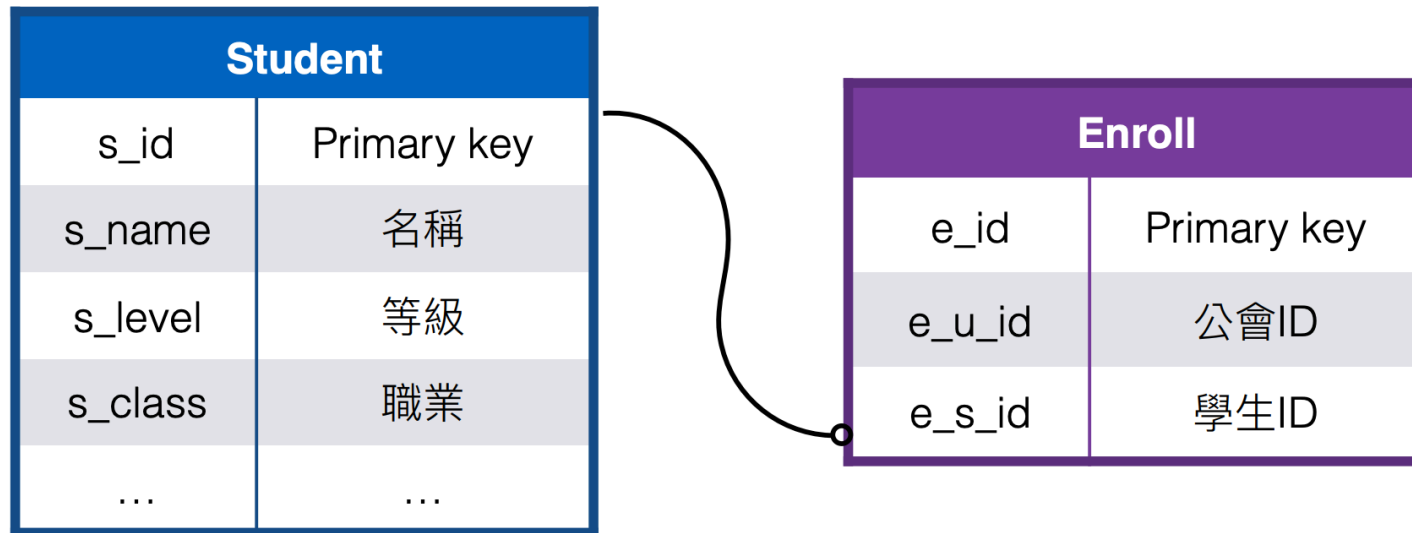 Student
s_id Primary key
s_name 名稱
s_level 等級
s_class 職業
... ...
Enroll
e_id Primary key
e_u_id 公會ID
e_s_id 學生ID